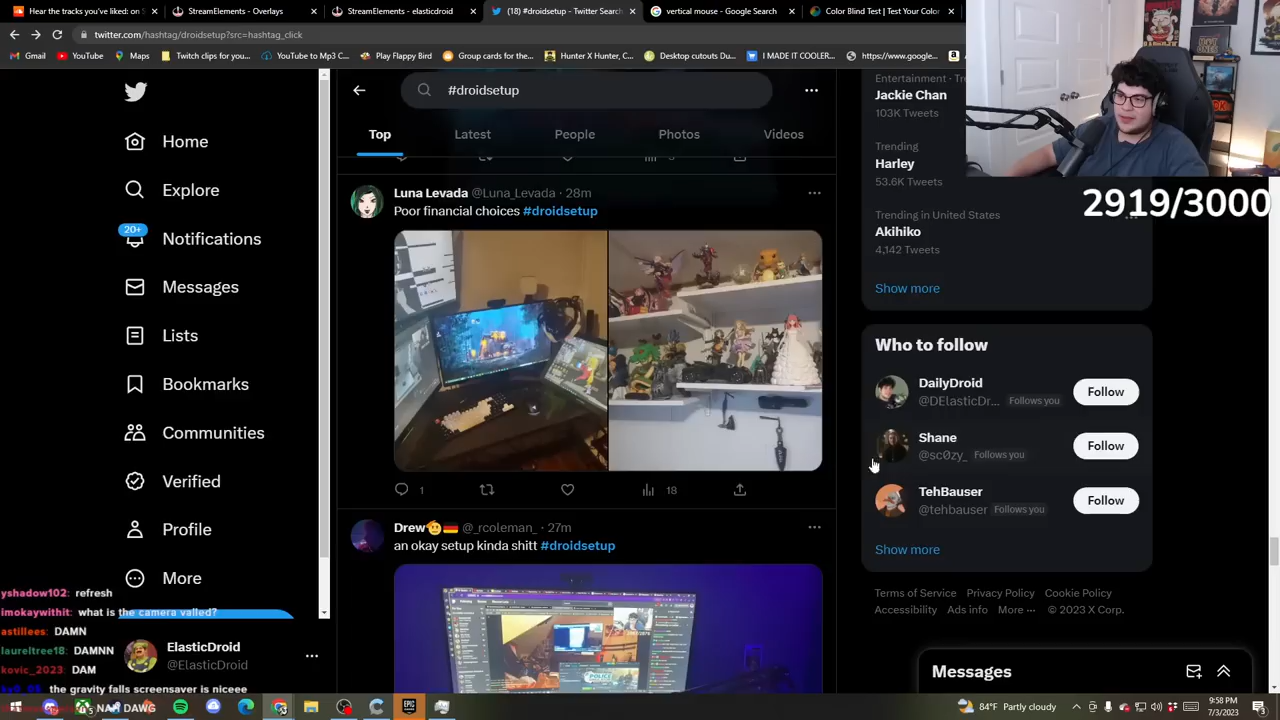 Hear the tracks you've liked: on S
StreamElements - Overlays
StreamElements - elasticdroid
(18) #droidsetup - Twitter Search
vertical mouse - Google Search
Color Blind Test | Test Your Color
twitter.com/hashtag/droidsetup?src=hashtag_click
Gmail
YouTube
Maps
Twitch clips for you...
YouTube to Mp3 C...
Play Flappy Bird
Group cards use the...
Hunter X Hunter, C...
Desktop cutouts Du...
I MADE IT COOLER...
https://www.google...
#droidsetup
Top
Latest
People
Photos
Videos
Home
Explore
20+
Notifications
Messages
Lists
Bookmarks
Communities
Verified
Profile
More
ElasticDroid
@ElasticDroid
Luna Levada @Luna_Levada · 28m
Poor financial choices #droidsetup
1
18
Drew @_rcoleman_ · 27m
an okay setup kinda shitt #droidsetup
Jackie Chan
103K Tweets
Trending
Harley
53.6K Tweets
Trending in United States
Akihiko
4,142 Tweets
Show more
2919/3000
Who to follow
DailyDroid
@DElasticDr... Follows you
Follow
Shane
@sc0zy_ Follows you
Follow
TehBauser
@tehbauser Follows you
Follow
Show more
Terms of Service Privacy Policy Cookie Policy
Accessibility Ads info More ··· © 2023 X Corp.
Messages
yshadow102: refresh
imokaywithit: what is the camera valled?
astillees: DAMN
laureltree18: DAMNN
kovic_2023: DAM
the gravity falls screensaver is niceee
NAH DAWG
84°F Partly cloudy
9:58 PM
7/3/2023